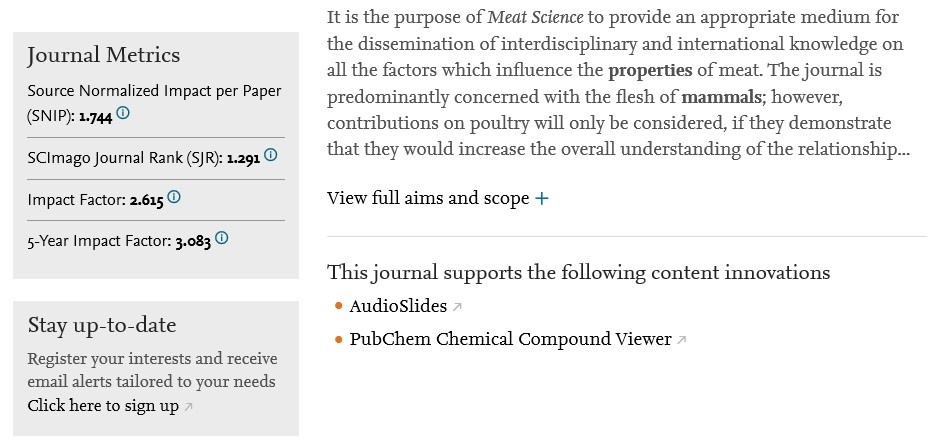 Journal Metrics
Source Normalized Impact per Paper
(SNIP): 1.744
SCImago Journal Rank (SJR): 1.291
Impact Factor: 2.615
5-Year Impact Factor: 3.083
Stay up-to-date
Register your interests and receive
email alerts tailored to your needs
Click here to sign up
It is the purpose of Meat Science to provide an appropriate medium for
the dissemination of interdisciplinary and international knowledge on
all the factors which influence the properties of meat. The journal is
predominantly concerned with the flesh of mammals; however,
contributions on poultry will only be considered, if they demonstrate
that they would increase the overall understanding of the relationship...
View full aims and scope +
This journal supports the following content innovations
• AudioSlides
• PubChem Chemical Compound Viewer